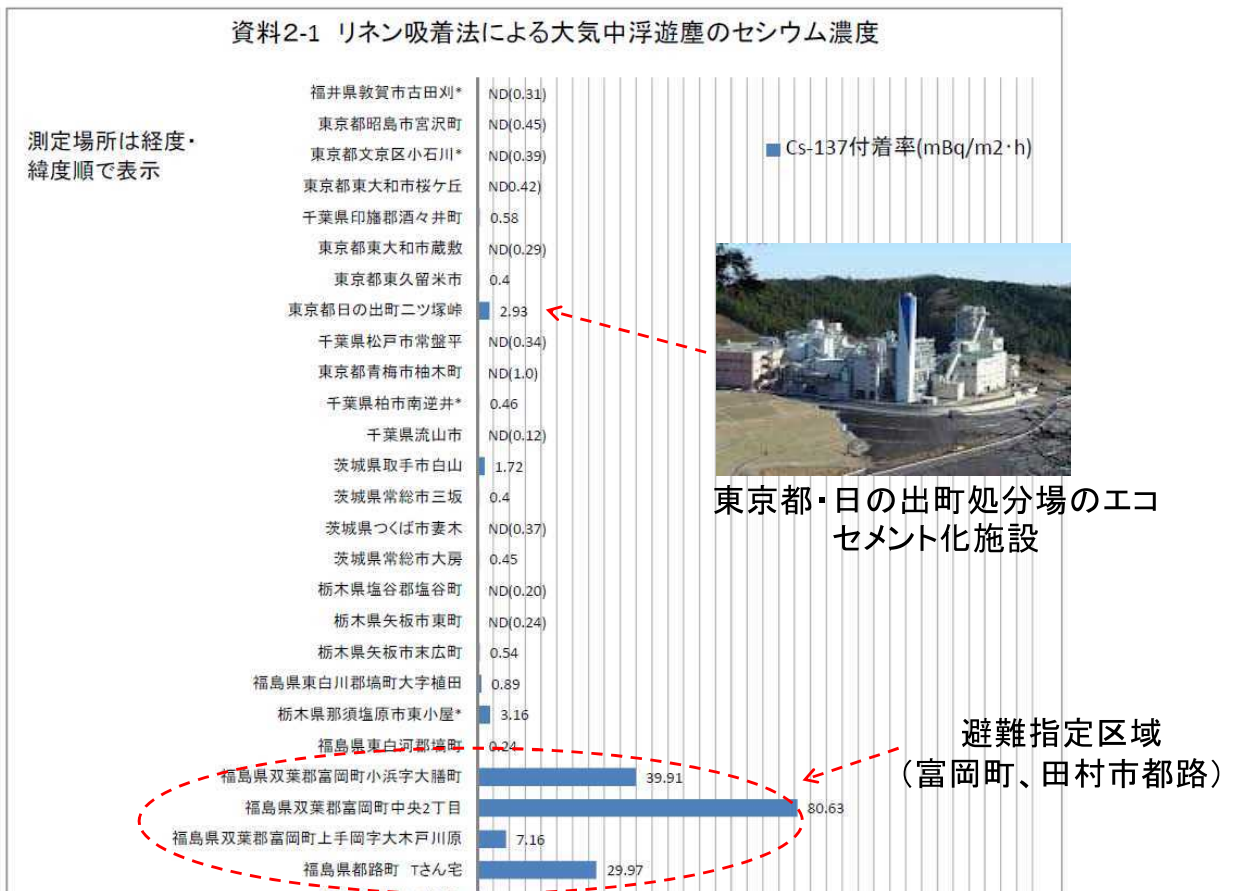 資料2-1 リネン吸着法による大気中浮遊塵のセシウム濃度
測定場所は経度・
緯度順で表示
■Cs-137付着率(mBq/m2・h)
福井県敦賀市古田刈* ND(0.31)
東京都昭島市宮沢町 ND(0.45)
東京都文京区小石川* ND(0.39)
東京都東大和市桜ケ丘 ND0.42)
千葉県印旛郡酒々井町 0.58
東京都東大和市蔵敷 ND(0.29)
東京都東久留米市 0.4
東京都日の出町二ツ塚峠 2.93
千葉県松戸市常盤平 ND(0.34)
東京都青梅市柚木町 ND(1.0)
千葉県柏市南逆井* 0.46
千葉県流山市 ND(0.12)
茨城県取手市白山 1.72
茨城県常総市三坂 0.4
茨城県つくば市妻木 ND(0.37)
茨城県常総市大房 0.45
栃木県塩谷郡塩谷町 ND(0.20)
栃木県矢板市東町 ND(0.24)
栃木県矢板市末広町 0.54
福島県東白川郡塙町大字植田 0.89
栃木県那須塩原市東小屋* 3.16
福島県東白河郡塙町 0.24
福島県双葉郡富岡町小浜字大膳町 39.91
福島県双葉郡富岡町中央2丁目 80.63
福島県双葉郡富岡町上手岡字大木戸川原 7.16
福島県都路町 Tさん宅 29.97
東京都・日の出町処分場のエコ
セメント化施設
避難指定区域
(富岡町、田村市都路)